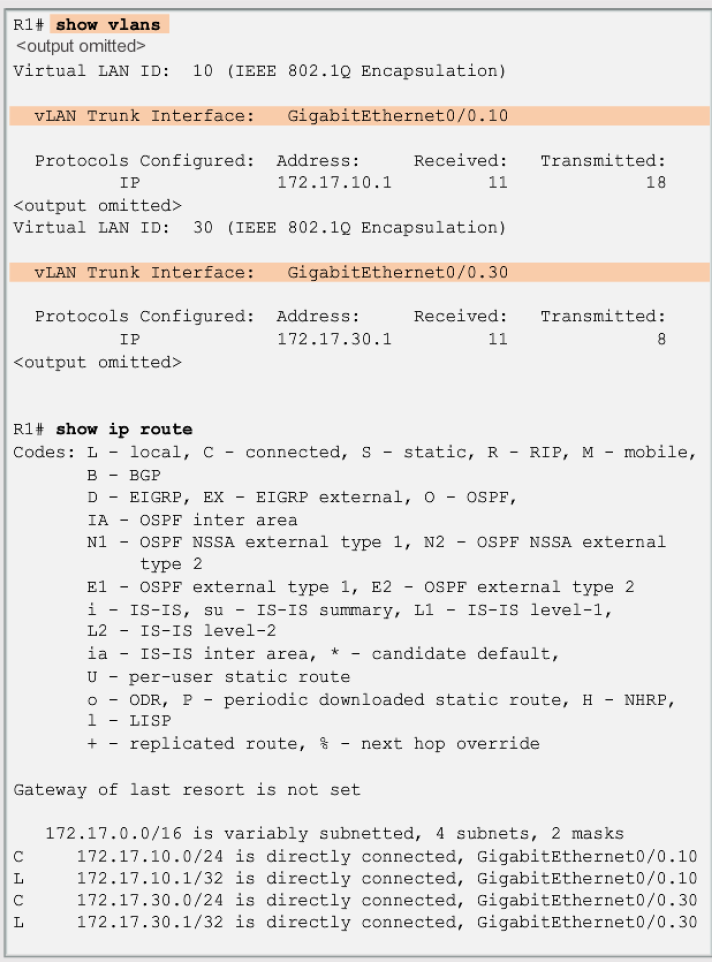 R1# show vlans
<output omitted>
Virtual LAN ID:  10 (IEEE 802.1Q Encapsulation)
vLAN Trunk Interface:   GigabitEthernet0/0.10
Protocols Configured:  Address:     Received:   Transmitted:
IP             172.17.10.1         11             18
<output omitted>
Virtual LAN ID:  30 (IEEE 802.1Q Encapsulation)
vLAN Trunk Interface:   GigabitEthernet0/0.30
Protocols Configured:  Address:     Received:   Transmitted:
IP             172.17.30.1         11              8
<output omitted>
R1# show ip route
Codes: L - local, C - connected, S - static, R - RIP, M - mobile,
B - BGP
D - EIGRP, EX - EIGRP external, O - OSPF,
IA - OSPF inter area
N1 - OSPF NSSA external type 1, N2 - OSPF NSSA external
type 2
E1 - OSPF external type 1, E2 - OSPF external type 2
i - IS-IS, su - IS-IS summary, L1 - IS-IS level-1,
L2 - IS-IS level-2
ia - IS-IS inter area, * - candidate default,
U - per-user static route
o - ODR, P - periodic downloaded static route, H - NHRP,
l - LISP
+ - replicated route, % - next hop override
Gateway of last resort is not set
172.17.0.0/16 is variably subnetted, 4 subnets, 2 masks
C     172.17.10.0/24 is directly connected, GigabitEthernet0/0.10
L     172.17.10.1/32 is directly connected, GigabitEthernet0/0.10
C     172.17.30.0/24 is directly connected, GigabitEthernet0/0.30
L     172.17.30.1/32 is directly connected, GigabitEthernet0/0.30